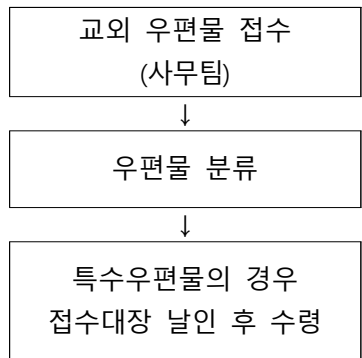 교외 우편물 접수
(사무팀)
↓
우편물 분류
↓
특수우편물의 경우
접수대장 날인 후 수령